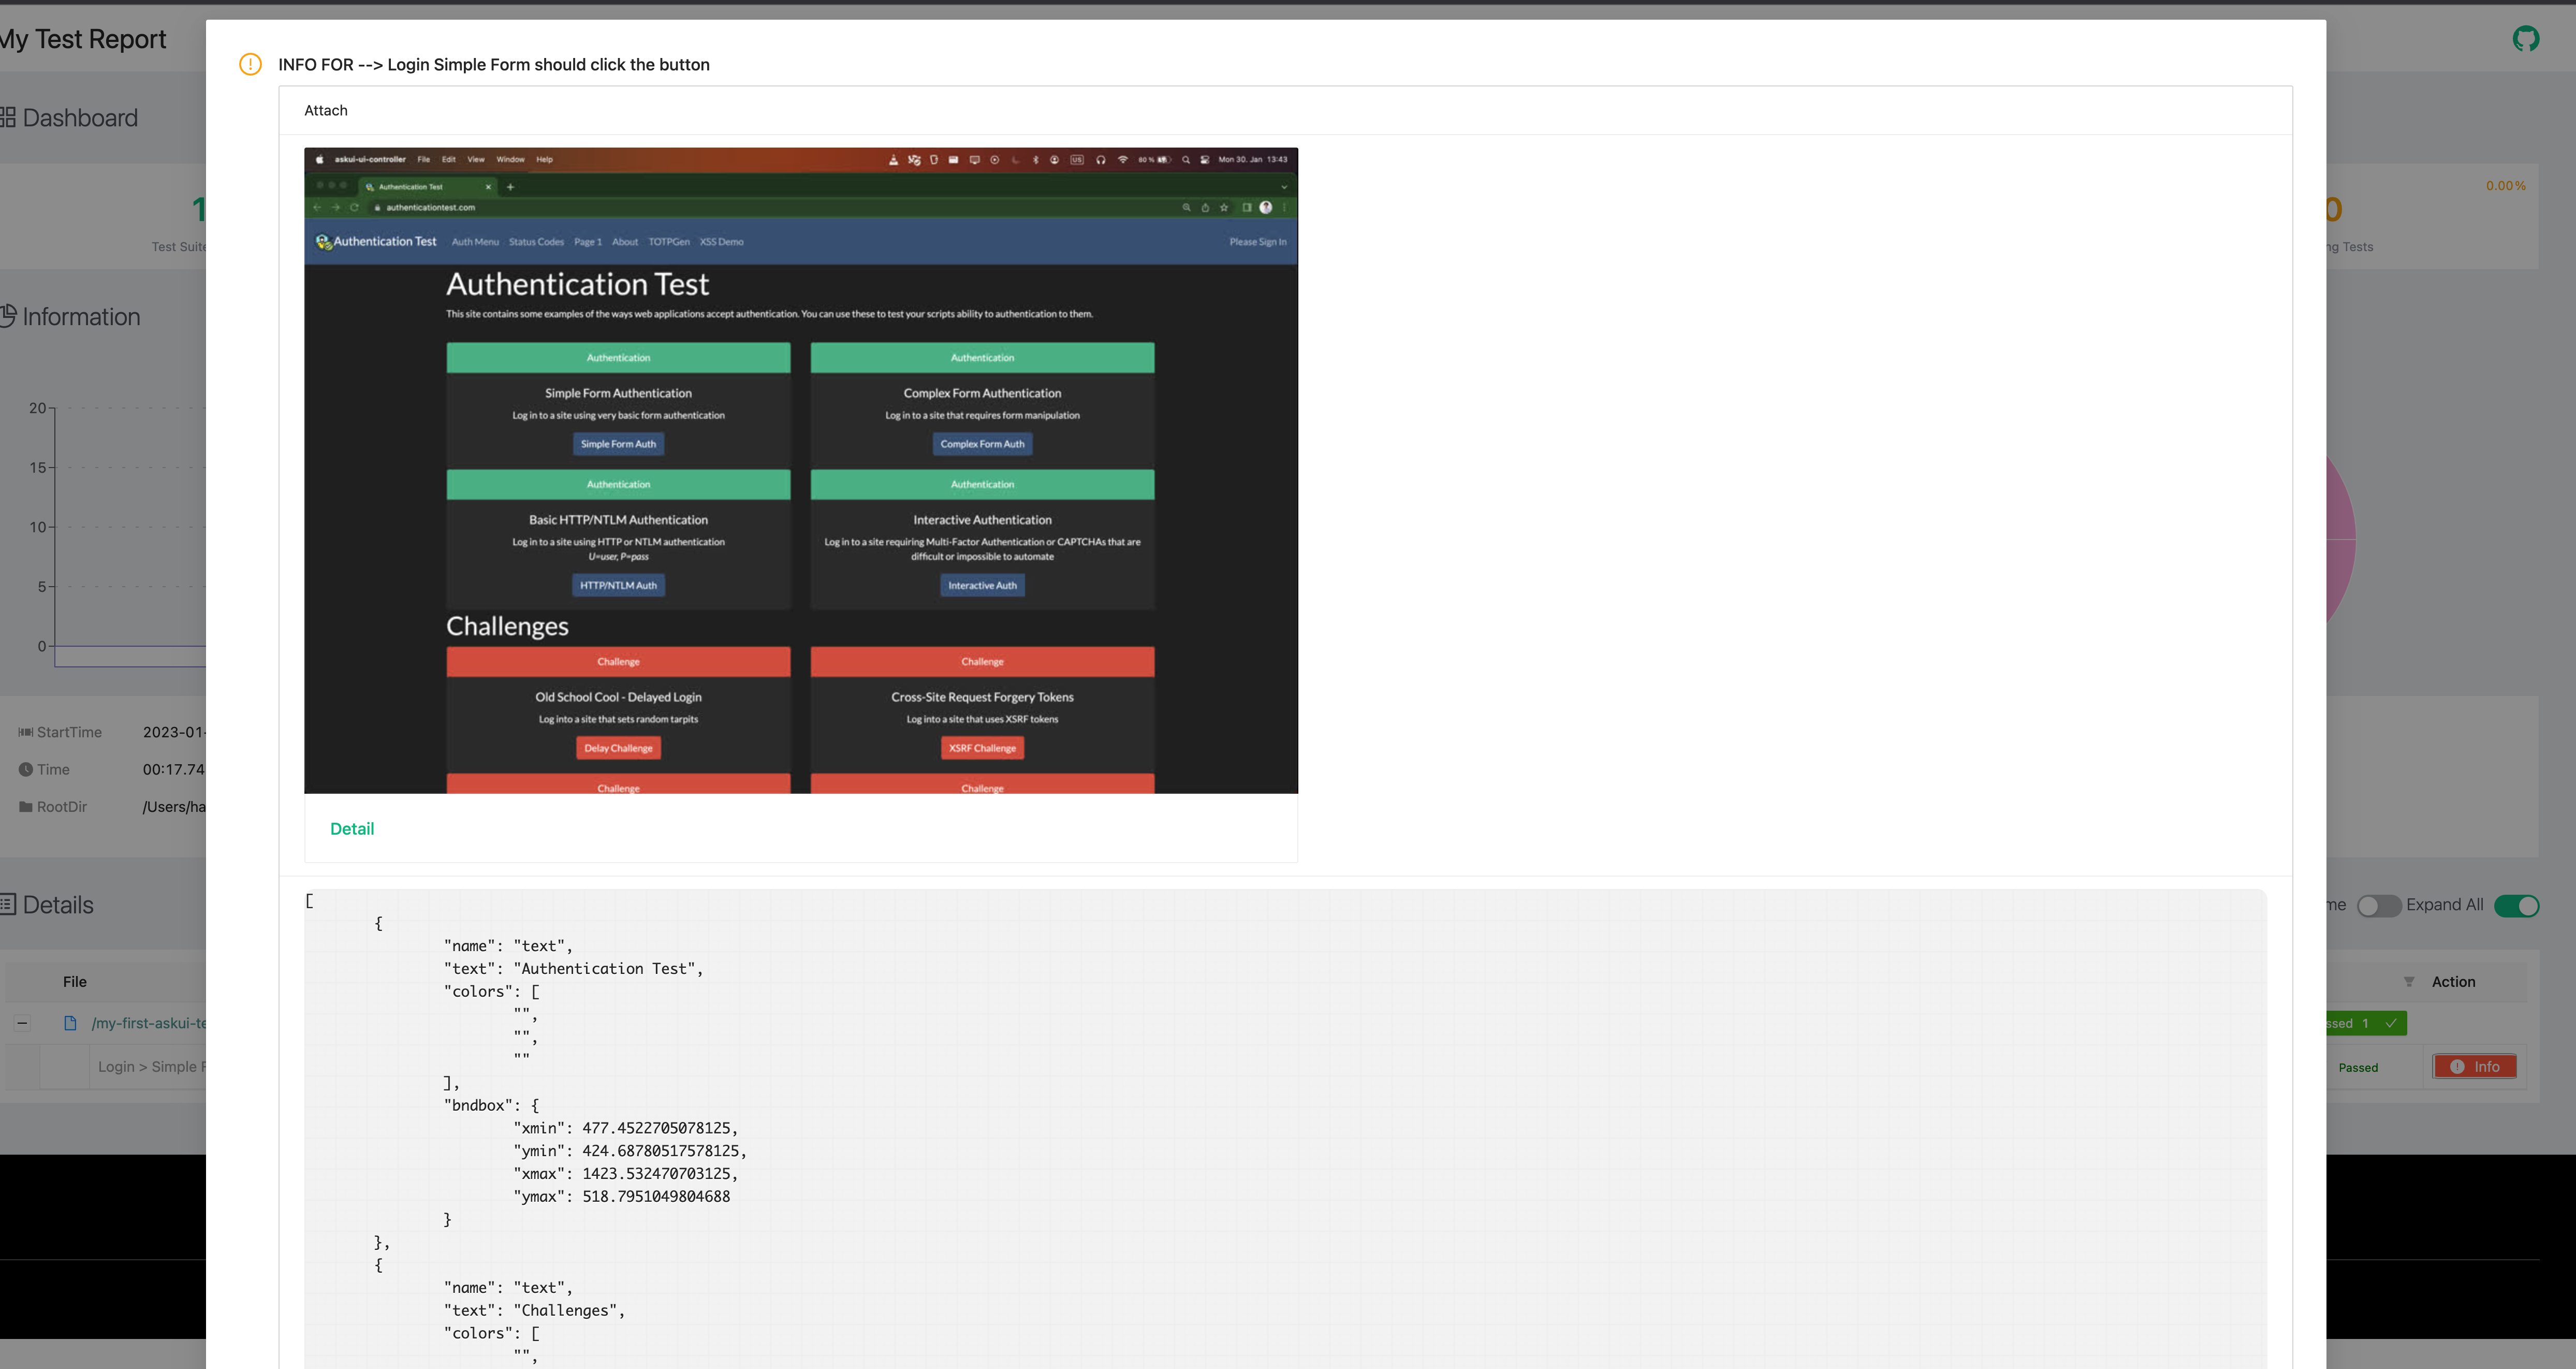 My Test Report
Dashboard
1
Test Suite
0.00%
0
ng Tests
Information
20
15
10
5
0
StartTime 2023-01-
Time 00:17.74
RootDir /Users/ha
Details
me Expand All
File
Action
/my-first-askui-te
ssed 1
Login > Simple F
Passed
Info
INFO FOR --> Login Simple Form should click the button
Attach
askui-ui-controller File Edit View Window Help
US 80 % Mon 30. Jan 13:43
Authentication Test
authenticationtest.com
Authentication Test Auth Menu Status Codes Page 1 About TOTPGen XSS Demo Please Sign In
Authentication Test
This site contains some examples of the ways web applications accept authentication. You can use these to test your scripts ability to authentication to them.
Authentication
Simple Form Authentication
Log in to a site using very basic form authentication
Simple Form Auth
Authentication
Complex Form Authentication
Log in to a site that requires form manipulation
Complex Form Auth
Authentication
Basic HTTP/NTLM Authentication
Log in to a site using HTTP or NTLM authentication
U=user, P=pass
HTTP/NTLM Auth
Authentication
Interactive Authentication
Log in to a site requiring Multi-Factor Authentication or CAPTCHAs that are
difficult or impossible to automate
Interactive Auth
Challenges
Challenge
Old School Cool - Delayed Login
Log into a site that sets random tarpits
Delay Challenge
Challenge
Cross-Site Request Forgery Tokens
Log into a site that uses XSRF tokens
XSRF Challenge
Challenge
Challenge
Detail
[
{
"name": "text",
"text": "Authentication Test",
"colors": [
"",
"",
""
],
"bndbox": {
"xmin": 477.4522705078125,
"ymin": 424.68780517578125,
"xmax": 1423.532470703125,
"ymax": 518.7951049804688
}
},
{
"name": "text",
"text": "Challenges",
"colors": [
"",